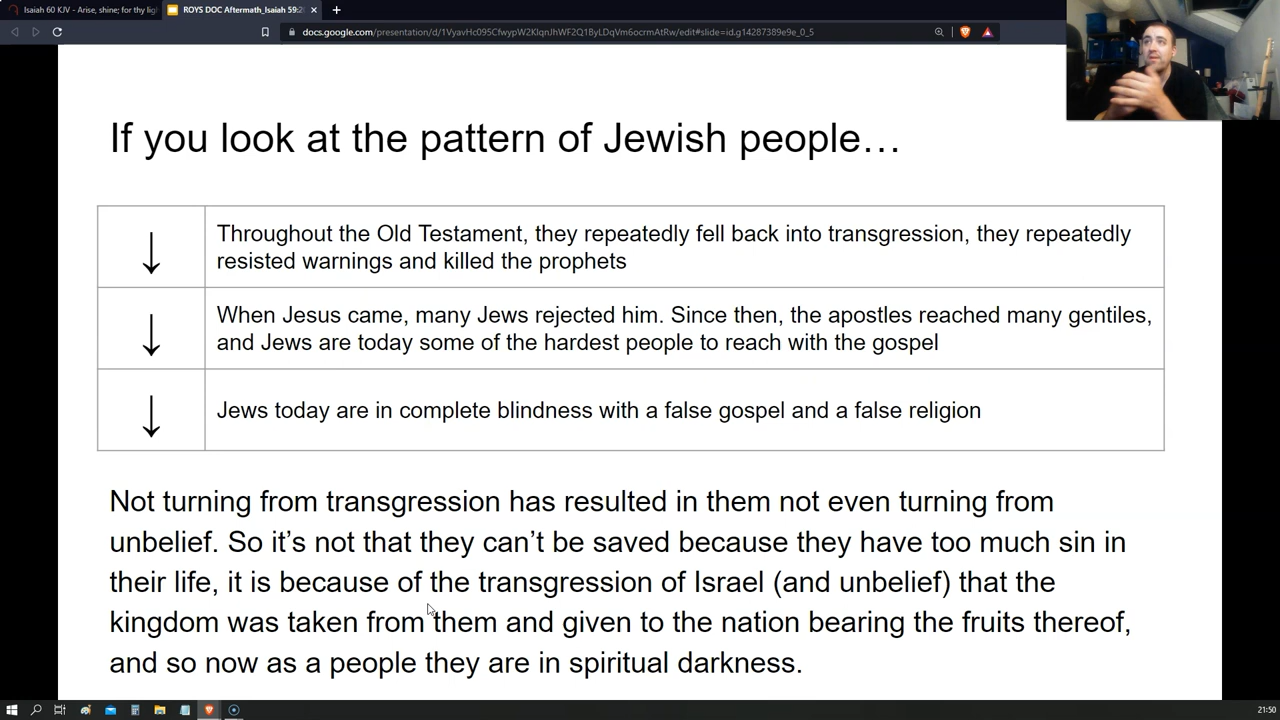 Isaiah 60 KJV - Arise, shine; for thy ligh
ROYS DOC Aftermath_Isaiah 59:2
docs.google.com/presentation/d/1VyavHc095CfwypW2KlqnJhWF2Q1ByLDqVm6ocrmAtRw/edit#slide=id.g14287389e9e_0_5
If you look at the pattern of Jewish people…
Throughout the Old Testament, they repeatedly fell back into transgression, they repeatedly
resisted warnings and killed the prophets
When Jesus came, many Jews rejected him. Since then, the apostles reached many gentiles,
and Jews are today some of the hardest people to reach with the gospel
Jews today are in complete blindness with a false gospel and a false religion
Not turning from transgression has resulted in them not even turning from
unbelief. So it’s not that they can’t be saved because they have too much sin in
their life, it is because of the transgression of Israel (and unbelief) that the
kingdom was taken from them and given to the nation bearing the fruits thereof,
and so now as a people they are in spiritual darkness.
21:50